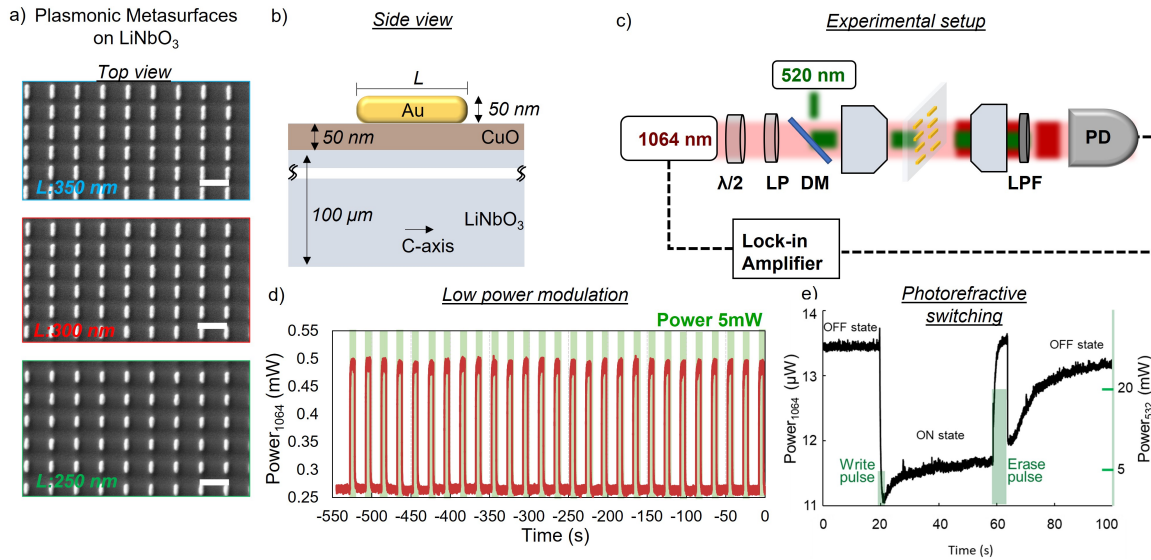 a) Plasmonic Metasurfaces
on LiNbO3
Top view
L:350 nm
L:300 nm
L:250 nm
b) Side view
L
Au
50 nm
50 nm
CuO
100 μm
LiNbO3
C-axis
c) Experimental setup
520 nm
1064 nm
λ/2 LP DM LPF
PD
Lock-in
Amplifier
d) Low power modulation
Power 5mW
Power1064 (mW)
0.55
0.5
0.45
0.4
0.35
0.3
0.25
-550 -500 -450 -400 -350 -300 -250 -200 -150 -100 -50 0
Time (s)
e) Photorefractive
switching
Power1064 (μW)
14
13
12
11
OFF state
ON state
OFF state
Write
pulse
Erase
pulse
20
5
Power532 (mW)
0 20 40 60 80 100
Time (s)